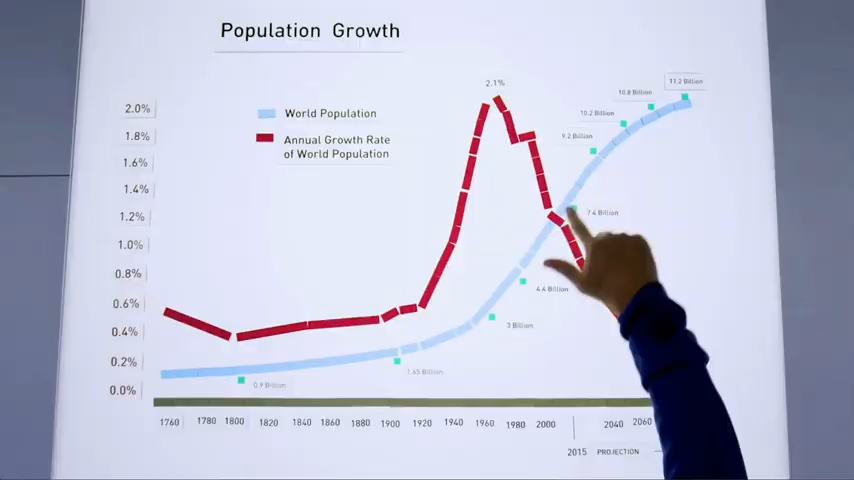 Population Growth
2.1%
11.2 Billion
10.8 Billion
10.2 Billion
9.2 Billion
7.4 Billion
4.4 Billion
3 Billion
1.65 Billion
0.9 Billion
World Population
Annual Growth Rate
of World Population
2.0%
1.8%
1.6%
1.4%
1.2%
1.0%
0.8%
0.6%
0.4%
0.2%
0.0%
1760 1780 1800 1820 1840 1860 1880 1900 1920 1940 1960 1980 2000 2040 2060
2015 PROJECTION